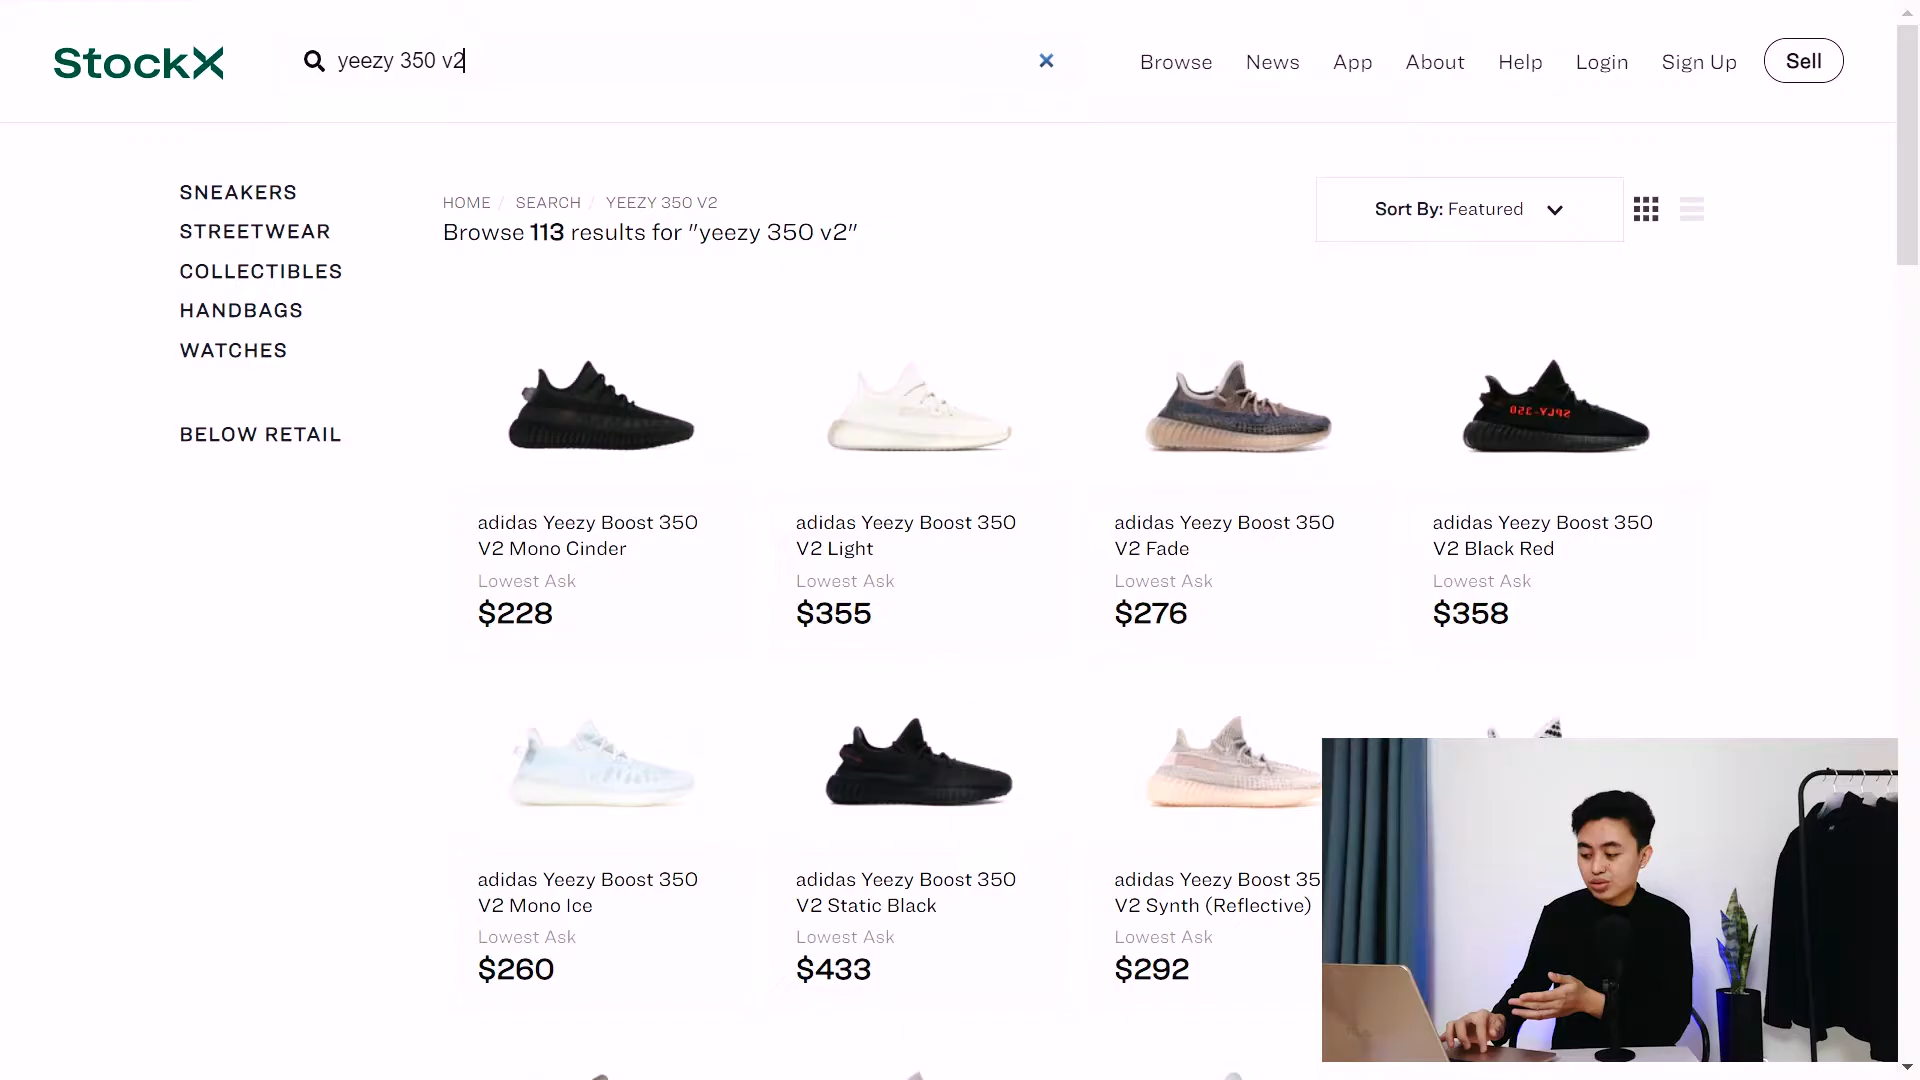 StockX
yeezy 350 v2
Browse
News
App
About
Help
Login
Sign Up
Sell
SNEAKERS
STREETWEAR
COLLECTIBLES
HANDBAGS
WATCHES
BELOW RETAIL
HOME / SEARCH / YEEZY 350 V2
Browse 113 results for "yeezy 350 v2"
Sort By: Featured
SPLY-350
adidas Yeezy Boost 350
V2 Mono Cinder
Lowest Ask
$228
adidas Yeezy Boost 350
V2 Light
Lowest Ask
$355
adidas Yeezy Boost 350
V2 Fade
Lowest Ask
$276
adidas Yeezy Boost 350
V2 Black Red
Lowest Ask
$358
adidas Yeezy Boost 350
V2 Mono Ice
Lowest Ask
$260
adidas Yeezy Boost 350
V2 Static Black
Lowest Ask
$433
adidas Yeezy Boost 35
V2 Synth (Reflective)
Lowest Ask
$292